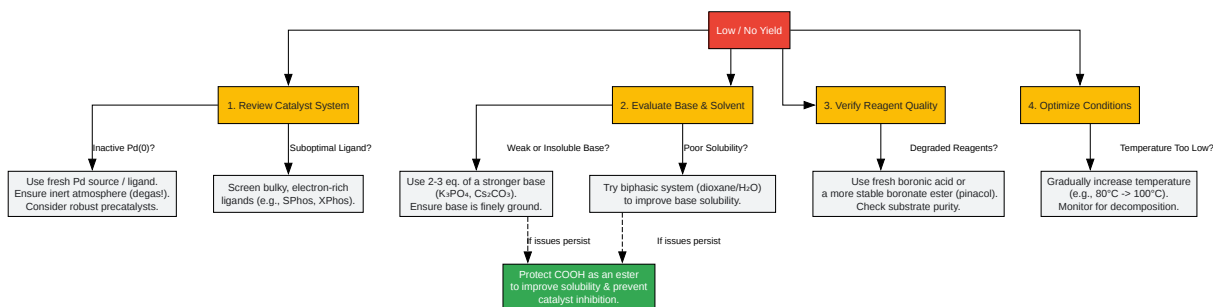 Low / No Yield
1. Review Catalyst System
2. Evaluate Base & Solvent
3. Verify Reagent Quality
4. Optimize Conditions
Inactive Pd(0)?
Suboptimal Ligand?
Weak or Insoluble Base?
Poor Solubility?
Degraded Reagents?
Temperature Too Low?
Use fresh Pd source / ligand.
Ensure inert atmosphere (degas!).
Consider robust precatalysts.
Screen bulky, electron-rich
ligands (e.g., SPhos, XPhos).
Use 2-3 eq. of a stronger base
(K₃PO₄, Cs₂CO₃).
Ensure base is finely ground.
Try biphasic system (dioxane/H₂O)
to improve base solubility.
Use fresh boronic acid or
a more stable boronate ester (pinacol).
Check substrate purity.
Gradually increase temperature
(e.g., 80°C -> 100°C).
Monitor for decomposition.
If issues persist
If issues persist
Protect COOH as an ester
to improve solubility & prevent
catalyst inhibition.